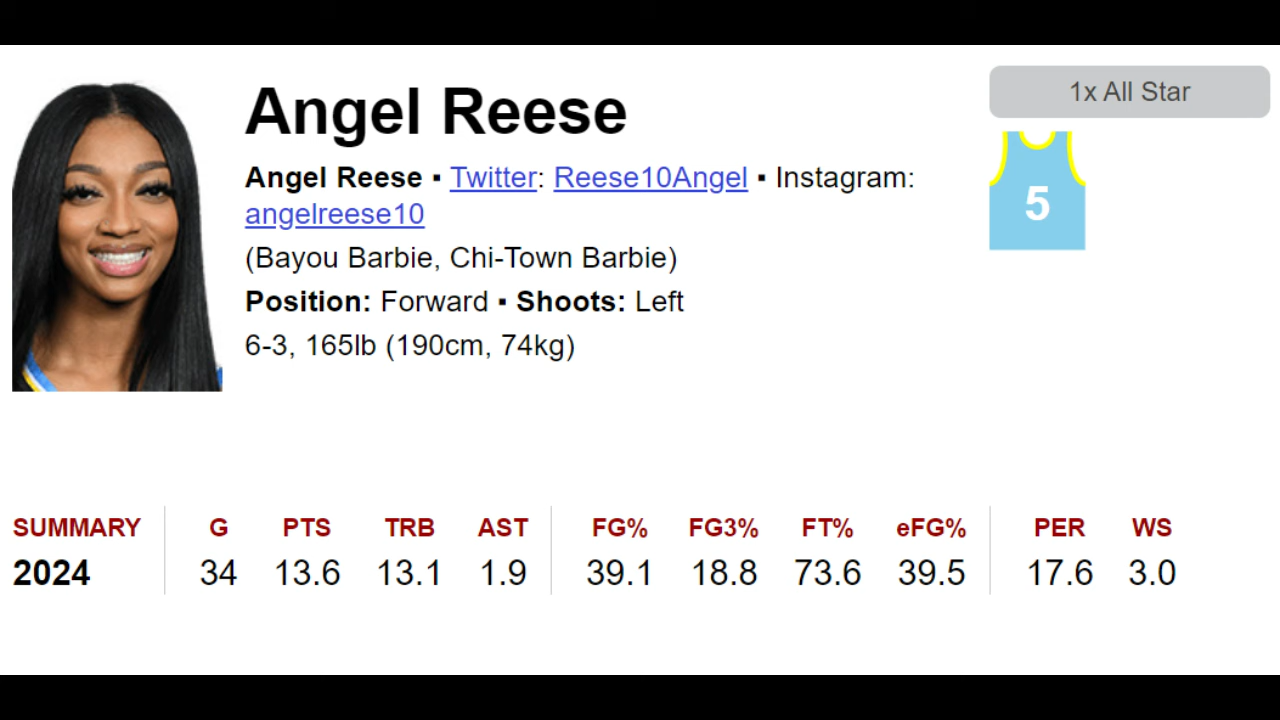 Angel Reese
1x All Star
5
Angel Reese ▪ Twitter: Reese10Angel ▪ Instagram:
angelreese10
(Bayou Barbie, Chi-Town Barbie)
Position: Forward ▪ Shoots: Left
6-3, 165lb (190cm, 74kg)
SUMMARY G PTS TRB AST FG% FG3% FT% eFG% PER WS
2024 34 13.6 13.1 1.9 39.1 18.8 73.6 39.5 17.6 3.0